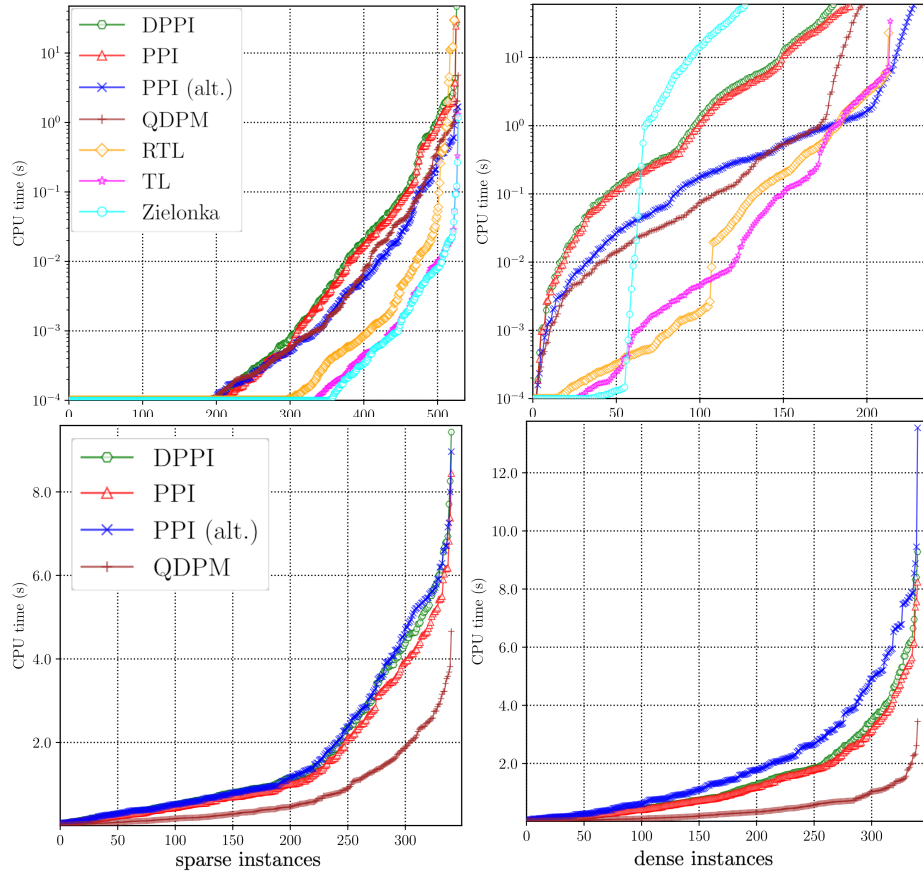 DPPI
PPI
PPI (alt.)
QDPM
RTL
TL
Zielonka
CPU time (s)
10^1
10^0
10^−1
10^−2
10^−3
10^−4
0 100 200 300 400 500
CPU time (s)
10^1
10^0
10^−1
10^−2
10^−3
10^−4
0 50 100 150 200
DPPI
PPI
PPI (alt.)
QDPM
CPU time (s)
8.0
6.0
4.0
2.0
0 50 100 150 200 250 300
sparse instances
CPU time (s)
12.0
10.0
8.0
6.0
4.0
2.0
0 50 100 150 200 250 300
dense instances